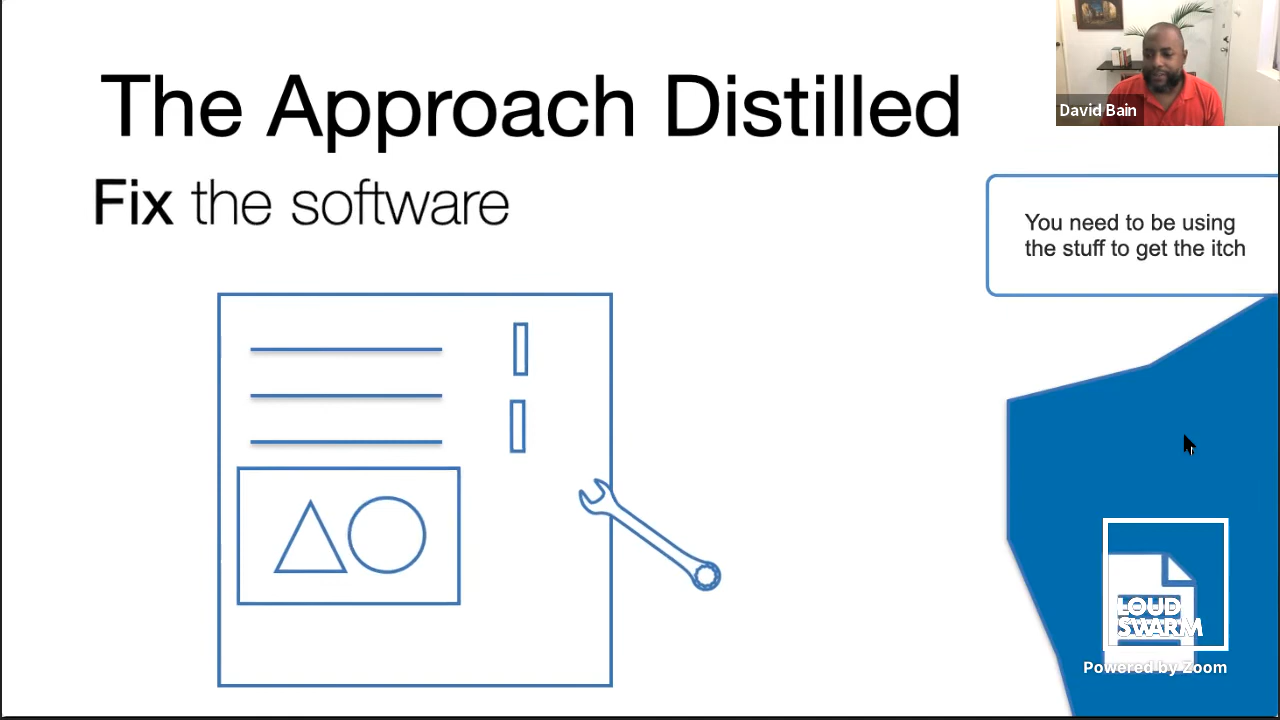 The Approach Distilled
David Bain
Fix the software
You need to be using
the stuff to get the itch
LOUD
SWARM
Powered by Zoom